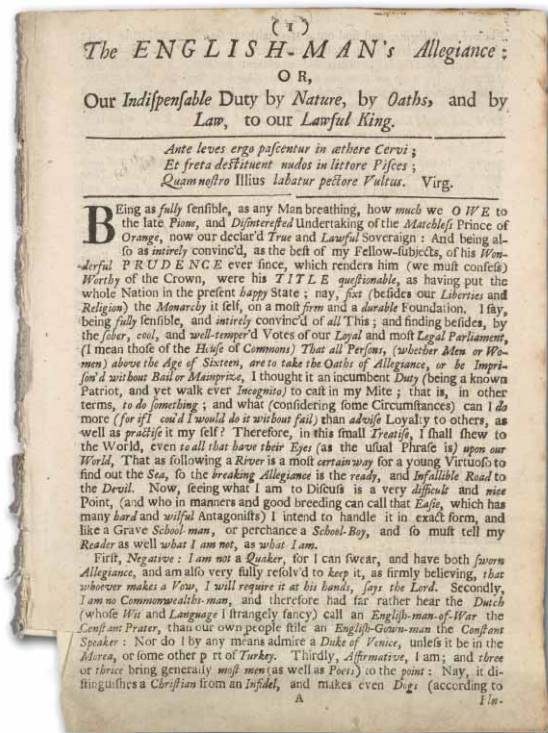 (1)
The ENGLISH-MAN's Allegiance:
OR,
Our Indiſpenſable Duty by Nature, by Oaths, and by
Law, to our Lawful King.
Ante leves ergo paſcentur in æthere Cervi;
Et freta deſtituent nudos in littore Piſces;
Quam noſtro Illius labatur pectore Vultus. Virg.
BEing as fully ſenſible, as any Man breathing, how much we OWE to
the late Pious, and Diſintereſted Undertaking of the Matchleſs Prince of
Orange, now our declar'd True and Lawful Soveraign: And being al-
ſo as intirely convinc'd, as the beſt of my Fellow-ſubjects, of his Won-
derful PRUDENCE ever ſince, which renders him (we muſt confeſs)
Worthy of the Crown, were his TITLE queſtionable, as having put the
whole Nation in the preſent happy State; nay, fixt (beſides our Liberties and
Religion) the Monarchy it ſelf, on a moſt firm and a durable Foundation. I ſay,
being fully ſenſible, and intirely convinc'd of all This; and finding beſides, by
the ſober, cool, and well-temper'd Votes of our Loyal and moſt Legal Parliament,
(I mean thoſe of the Houſe of Commons) That all Perſons, (whether Men or Wo-
men) above the Age of Sixteen, are to take the Oaths of Allegiance, or be Impri-
ſon'd without Bail or Mainprize, I thought it an incumbent Duty (being a known
Patriot, and yet walk ever Incognito) to caſt in my Mite; that is, in other
terms, to do ſomething; and what (conſidering ſome Circumſtances) can I do
more (for if I cou'd I wou'd do it without fail) than adviſe Loyalty to others, as
well as practiſe it my ſelf? Therefore, in this ſmall Treatiſe, I ſhall ſhew to
the World, even to all that have their Eyes (as the uſual Phraſe is) upon our
World, That as following a River is a moſt certain way for a young Virtuoſo to
find out the Sea, ſo the breaking Allegiance is the ready, and Infallible Road to
the Devil. Now, ſeeing what I am to Diſcuſs is a very difficult and nice
Point, (and who in manners and good breeding can call that Eaſie, which has
many hard and wilful Antagoniſts) I intend to handle it in exact form, and
like a Grave School-man, or perchance a School-Boy, and ſo muſt tell my
Reader as well what I am not, as what I am.
Firſt, Negative: I am not a Quaker, for I can ſwear, and have both ſworn
Allegiance, and am alſo very fully reſolv'd to keep it, as firmly believing, that
whoever makes a Vow, I will require it at his hands, ſays the Lord. Secondly,
I am no Commonwealths-man, and therefore had far rather hear the Dutch
(whoſe Wit and Language I ſtrangely fancy) call an Engliſh-man-of-War the
Conſtant Prater, than our own people ſtile an Engliſh-Gown-man the Conſtant
Speaker: Nor do I by any means admire a Duke of Venice, unleſs it be in the
Morea, or ſome other p rt of Turkey. Thirdly, Affirmative, I am; and three
or thrice bring generally moſt men (as well as Poets) to the point: Nay, it di-
ſtinguiſhes a Chriſtian from an Infidel, and makes even Dogs (according to
A